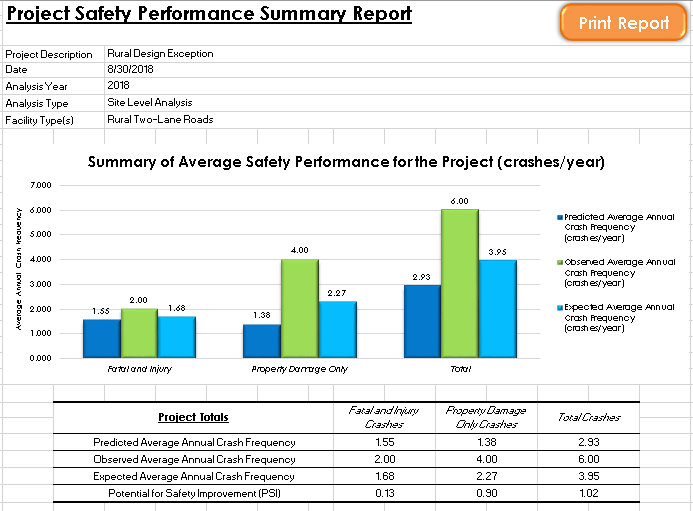 Project Safety Performance Summary Report
Print Report
Project Description Rural Design Exception
Date 8/30/2018
Analysis Year 2018
Analysis Type Site Level Analysis
Facility Type(s) Rural Two-Lane Roads
Summary of Average Safety Performance for the Project (crashes/year)
Average Annual Crash Frequency
7.000
6.000
5.000
4.000
3.000
2.000
1.000
0.000
1.55 2.00 1.68
1.38 4.00 2.27
2.93 6.00 3.95
Fatal and Injury Property Damage Only Total
Predicted Average Annual
Crash Frequency
(crashes/year)
Observed Average Annual
Crash Frequency
(crashes/year)
Expected Average Annual
Crash Frequency
(crashes/year)
Project Totals Fatal and Injury Crashes Property Damage Only Crashes Total Crashes
Predicted Average Annual Crash Frequency 1.55 1.38 2.93
Observed Average Annual Crash Frequency 2.00 4.00 6.00
Expected Average Annual Crash Frequency 1.68 2.27 3.95
Potential for Safety Improvement (PSI) 0.13 0.90 1.02